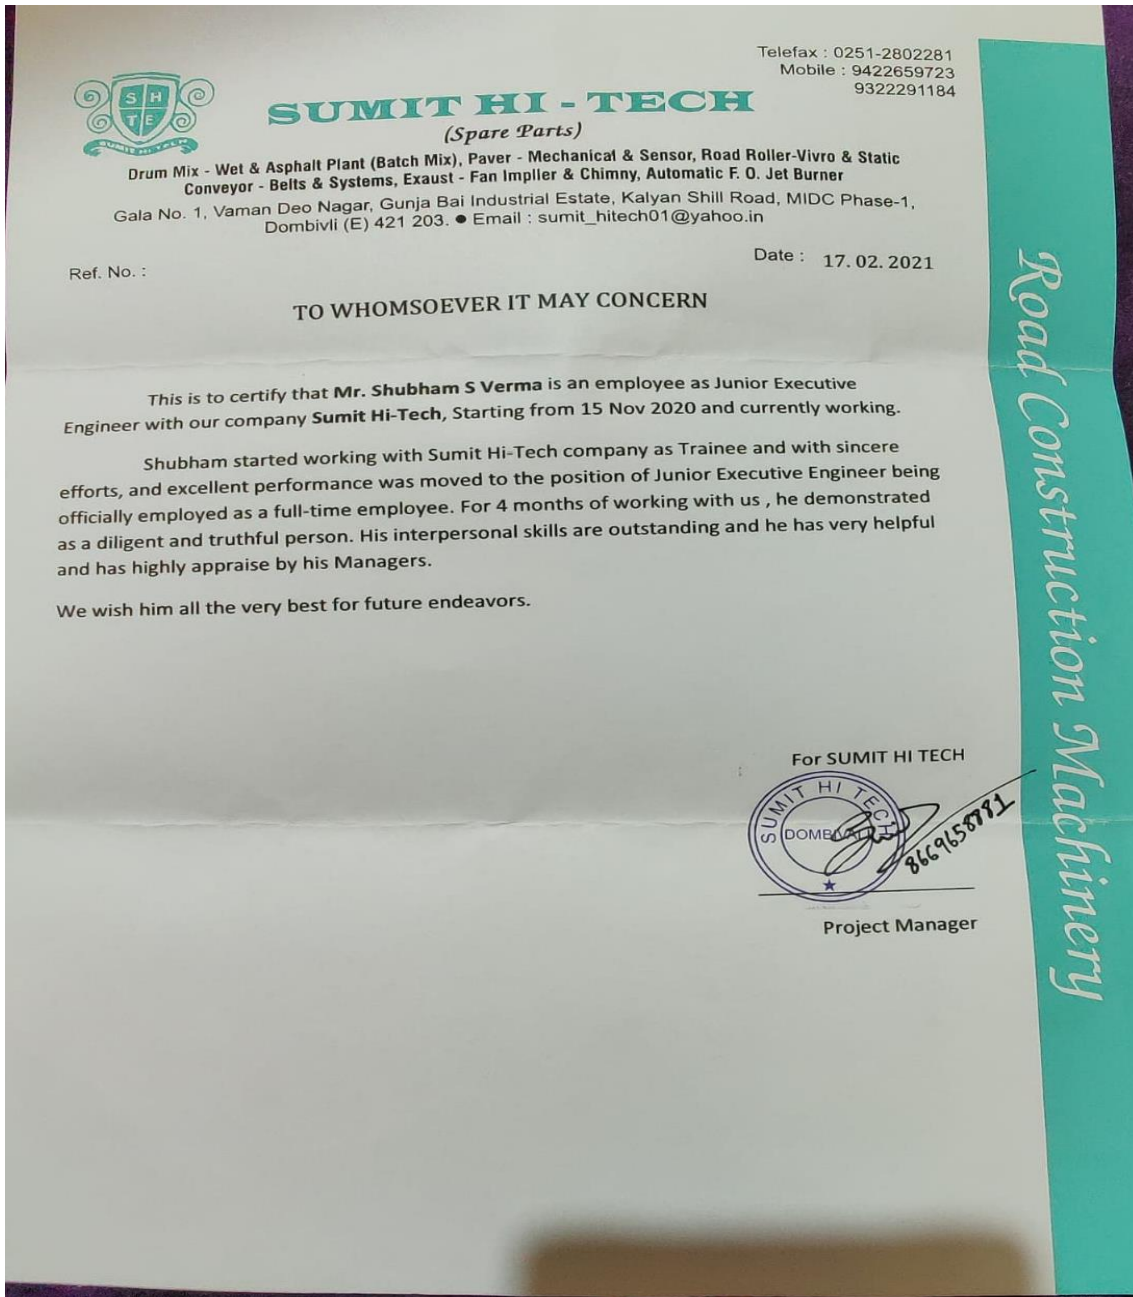 Telefax : 0251-2802281
Mobile : 9422659723
9322291184
S H
T E
SUMIT HI TECH
SUMIT HI - TECH
(Spare Parts)
Drum Mix - Wet & Asphalt Plant (Batch Mix), Paver - Mechanical & Sensor, Road Roller-Vivro & Static
Conveyor - Belts & Systems, Exaust - Fan Impller & Chimny, Automatic F. O. Jet Burner
Gala No. 1, Vaman Deo Nagar, Gunja Bai Industrial Estate, Kalyan Shill Road, MIDC Phase-1,
Dombivli (E) 421 203. ● Email : sumit_hitech01@yahoo.in
Ref. No. :
Date : 17. 02. 2021
TO WHOMSOEVER IT MAY CONCERN
This is to certify that Mr. Shubham S Verma is an employee as Junior Executive
Engineer with our company Sumit Hi-Tech, Starting from 15 Nov 2020 and currently working.
Shubham started working with Sumit Hi-Tech company as Trainee and with sincere
efforts, and excellent performance was moved to the position of Junior Executive Engineer being
officially employed as a full-time employee. For 4 months of working with us , he demonstrated
as a diligent and truthful person. His interpersonal skills are outstanding and he has very helpful
and has highly appraise by his Managers.
We wish him all the very best for future endeavors.
For SUMIT HI TECH
SUMIT HI TECH
8669658781
Project Manager
Road Construction Machinery